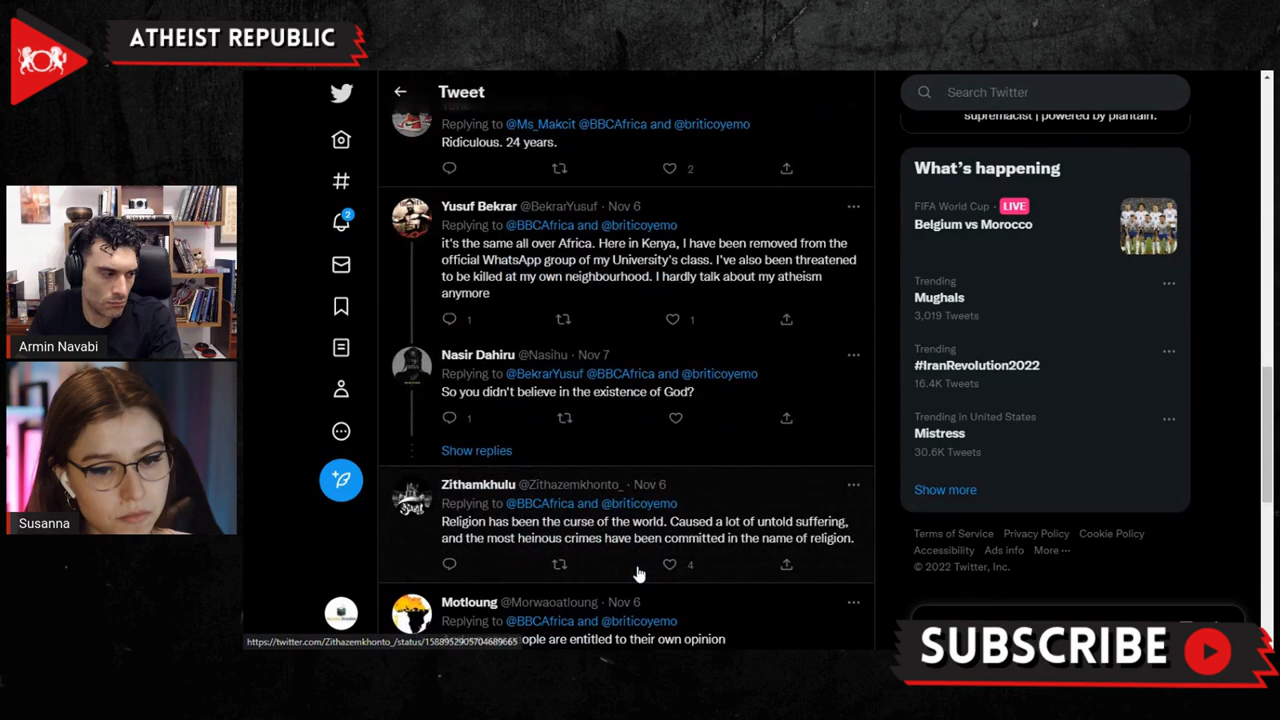 ATHEIST REPUBLIC
Armin Navabi
Susanna
2
Tweet
Replying to @Ms_Makcit @BBCAfrica and @briticoyemo
Ridiculous. 24 years.
2
Yusuf Bekrar @BekrarYusuf · Nov 6
Replying to @BBCAfrica and @briticoyemo
it's the same all over Africa. Here in Kenya, I have been removed from the
official WhatsApp group of my University's class. I've also been threatened
to be killed at my own neighbourhood. I hardly talk about my atheism
anymore
1 1
Nasir Dahiru @Nasihu · Nov 7
Replying to @BekrarYusuf @BBCAfrica and @briticoyemo
So you didn't believe in the existence of God?
1
Show replies
Zithamkhulu @Zithazemkhonto_ · Nov 6
Replying to @BBCAfrica and @briticoyemo
Religion has been the curse of the world. Caused a lot of untold suffering,
and the most heinous crimes have been committed in the name of religion.
4
Motloung @Morwaoatloung · Nov 6
Replying to @BBCAfrica and @briticoyemo
ople are entitled to their own opinion
https://twitter.com/Zithazemkhonto_/status/1588952905704689665
Search Twitter
supremacist | powered by plantain.
What's happening
FIFA World Cup · LIVE
Belgium vs Morocco
Trending
Mughals
3,019 Tweets
Trending
#IranRevolution2022
16.4K Tweets
Trending in United States
Mistress
30.6K Tweets
Show more
Terms of Service Privacy Policy Cookie Policy
Accessibility Ads info More ···
© 2022 Twitter, Inc.
SUBSCRIBE